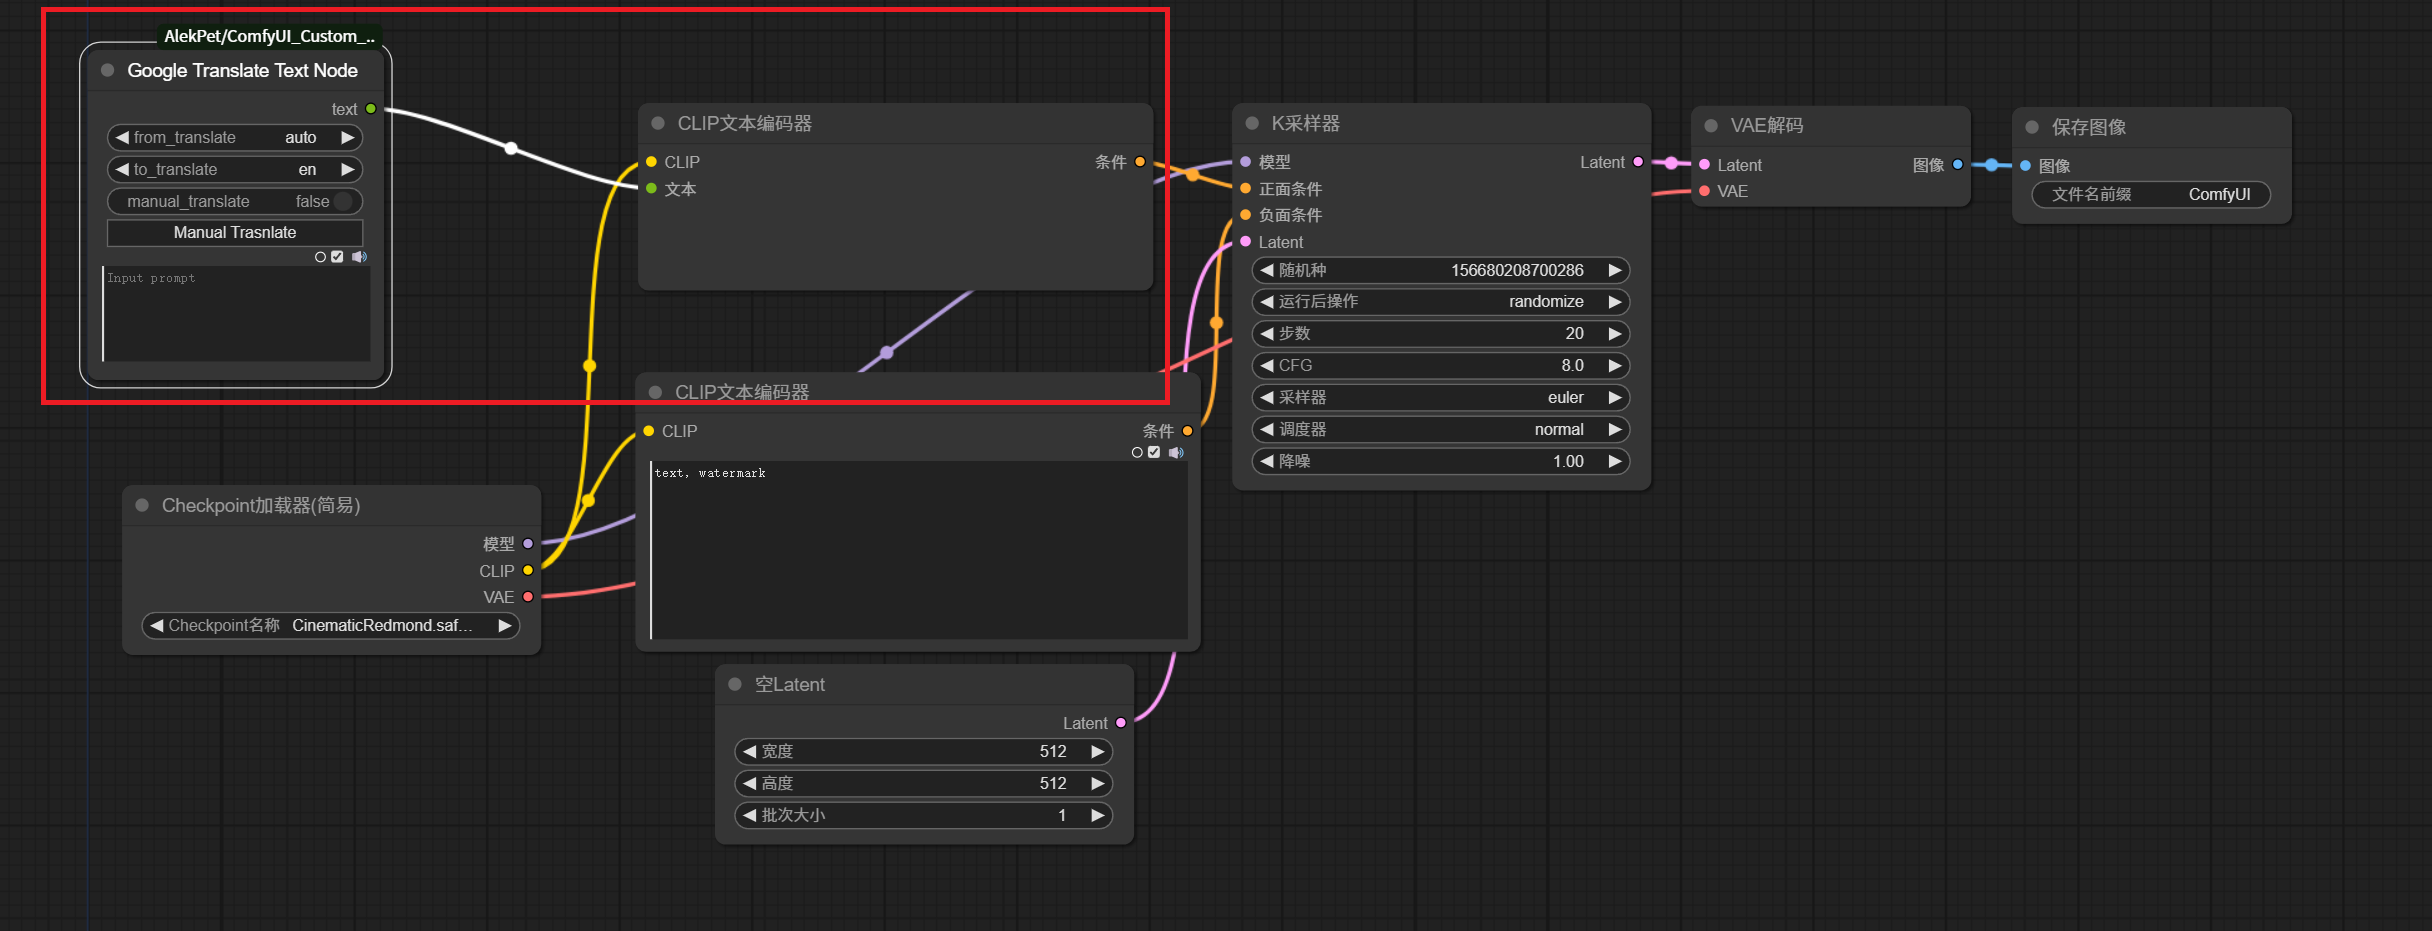 AlekPet/ComfyUI_Custom_..
Google Translate Text Node
text
from_translate auto
to_translate en
manual_translate false
Manual Trasnlate
Input prompt
CLIP文本编码器
CLIP 条件
文本
CLIP文本编码器
CLIP 条件
text, watermark
Checkpoint加载器(简易)
模型
CLIP
VAE
Checkpoint名称 CinematicRedmond.saf...
空Latent
Latent
宽度 512
高度 512
批次大小 1
K采样器
模型 Latent
正面条件
负面条件
Latent
随机种 156680208700286
运行后操作 randomize
步数 20
CFG 8.0
采样器 euler
调度器 normal
降噪 1.00
VAE解码
Latent 图像
VAE
保存图像
图像
文件名前缀 ComfyUI